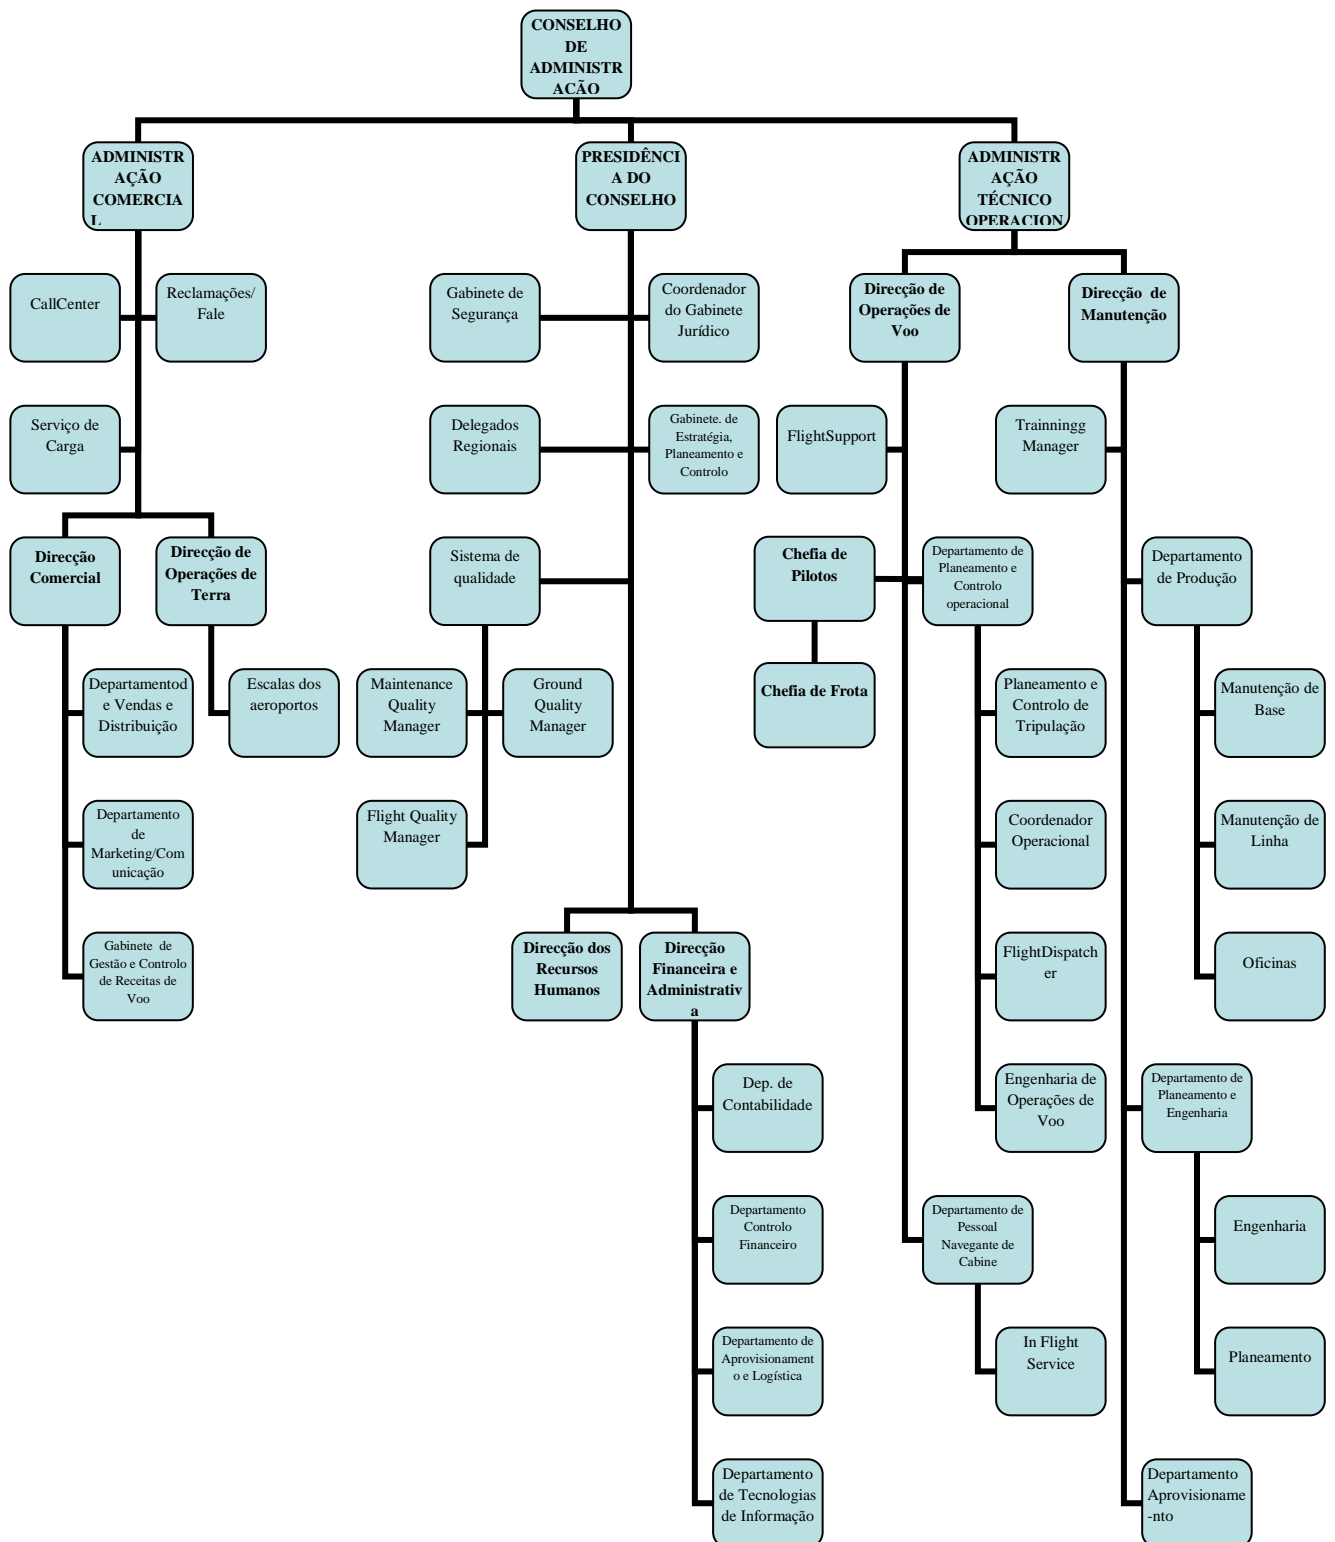 CONSELHO
DE
ADMINISTR
AÇÃO
ADMINISTR
AÇÃO
COMERCIA
L
PRESIDÊNCI
A DO
CONSELHO
ADMINISTR
AÇÃO
TÉCNICO
OPERACION
CallCenter
Reclamações/
Fale
Gabinete de
Segurança
Coordenador
do Gabinete
Jurídico
Direcção de
Operações de
Voo
Direcção de
Manutenção
Serviço de
Carga
Delegados
Regionais
Gabinete. de
Estratégia,
Planeamento e
Controlo
FlightSupport
Trainningg
Manager
Direcção
Comercial
Direcção de
Operações de
Terra
Sistema de
qualidade
Chefia de
Pilotos
Departamento de
Planeamento e
Controlo
operacional
Departamento
de Produção
Departamentod
e Vendas e
Distribuição
Escalas dos
aeroportos
Maintenance
Quality
Manager
Ground
Quality
Manager
Chefia de Frota
Planeamento e
Controlo de
Tripulação
Manutenção de
Base
Departamento
de
Marketing/Com
unicação
Flight Quality
Manager
Coordenador
Operacional
Manutenção de
Linha
Gabinete de
Gestão e Controlo
de Receitas de
Voo
Direcção dos
Recursos
Humanos
Direcção
Financeira e
Administrativ
a
FlightDispatch
er
Oficinas
Dep. de
Contabilidade
Engenharia de
Operações de
Voo
Departamento de
Planeamento e
Engenharia
Departamento
Controlo
Financeiro
Departamento de
Pessoal
Navegante de
Cabine
Engenharia
Departamento de
Aprovisionament
o e Logística
In Flight
Service
Planeamento
Departamento
de Tecnologias
de Informação
Departamento
Aprovisioname
-nto